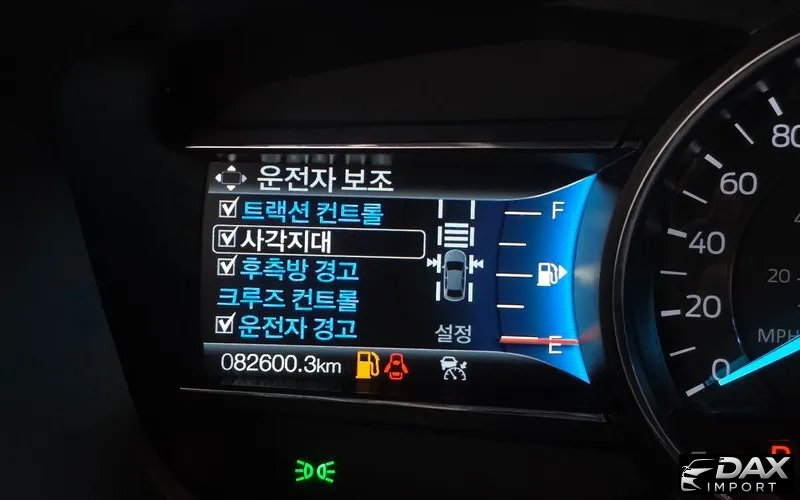 운전자 보조
트랙션 컨트롤
사각지대
후측방 경고
크루즈 컨트롤
운전자 경고
설정
082600.3km
F
E
80
60
40
20
0
20
MPH
DAX
IMPORT